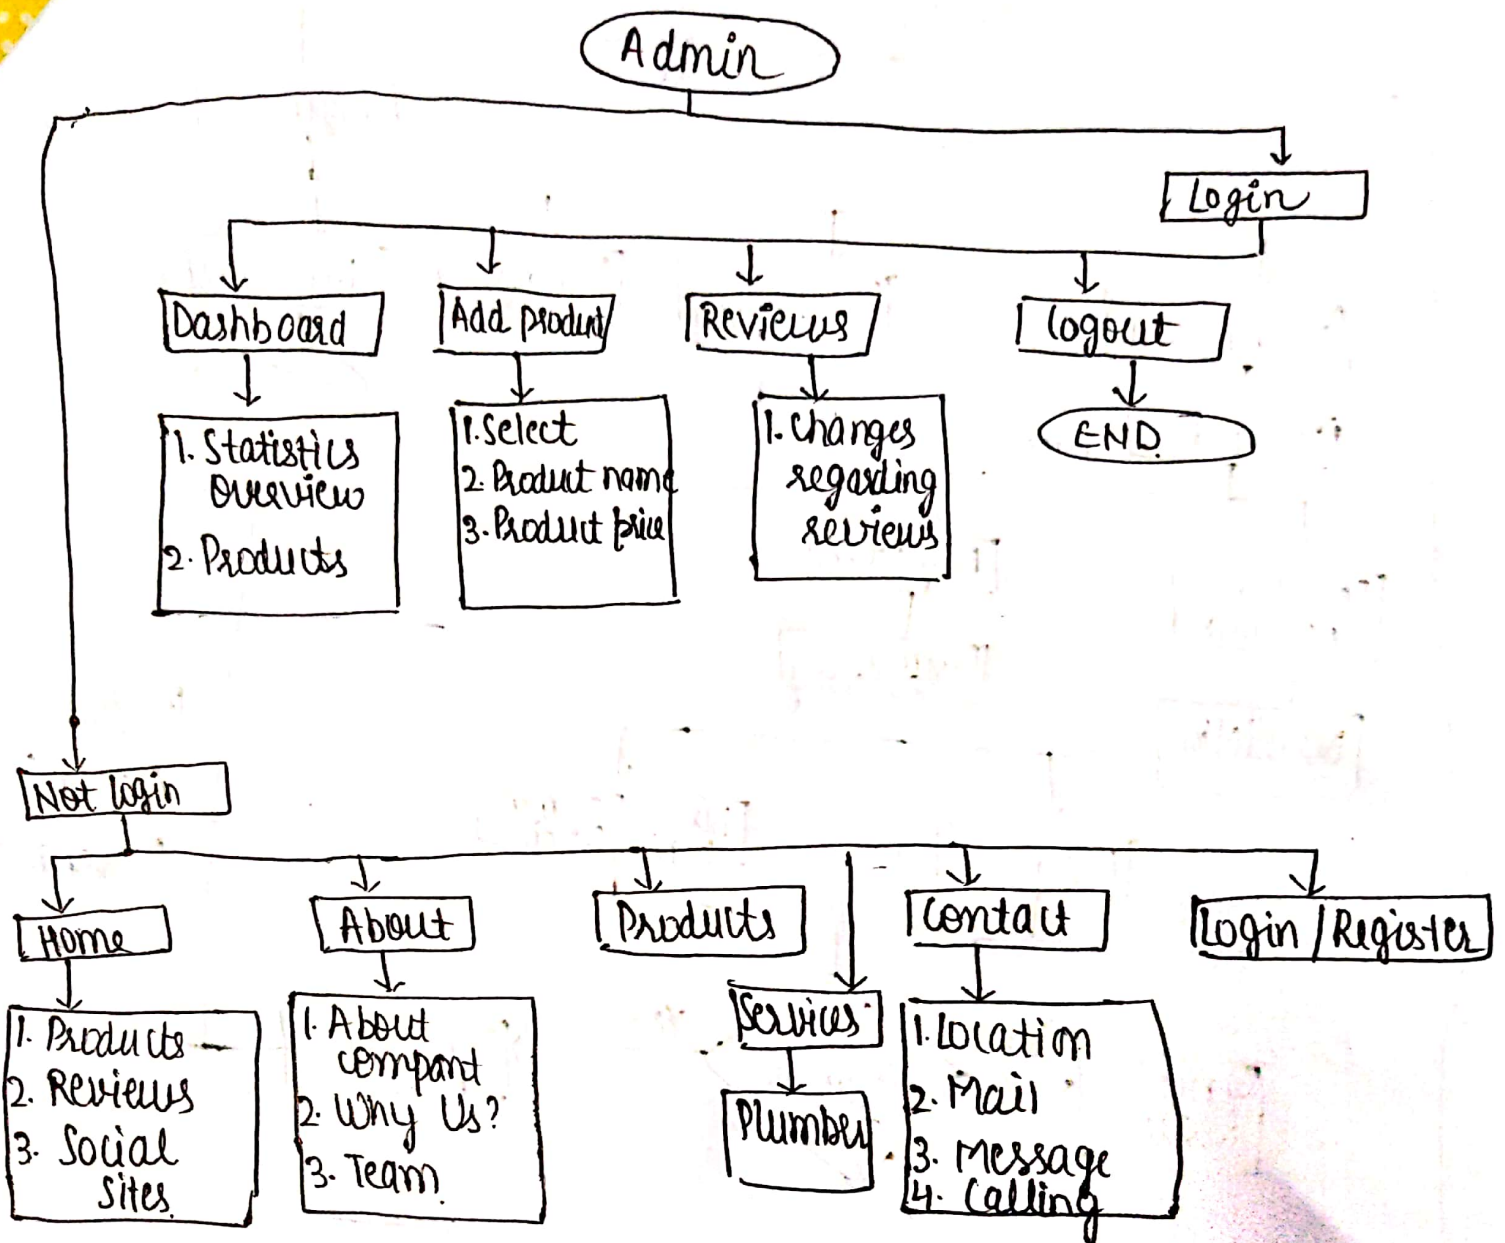 Admin
Login
Dashboard
Add product
Reviews
logout
1. Statistics
overview
2. Products
1. Select
2. Product name
3. Product price
1. Changes
regarding
reviews
END
Not login
Home
About
Products
Contact
Login / Register
1. Products
2. Reviews
3. Social
Sites
1. About
compant
2. Why Us?
3. Team
Services
Plumber
1. Location
2. Mail
3. Message
4. Calling